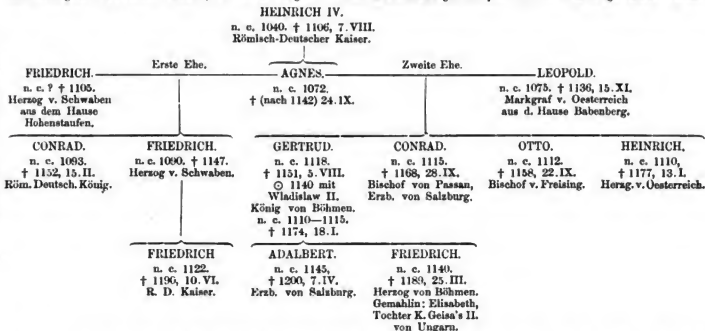 HEINRICH IV.
n. c. 1040. † 1106, 7. VIII.
Römisch-Deutscher Kaiser.
Erste Ehe.
Zweite Ehe.
FRIEDRICH.
n. c. ? † 1105.
Herzog v. Schwaben
aus dem Hause
Hohenstaufen.
AGNES.
n. c. 1072.
† (nach 1142) 24. IX.
LEOPOLD.
n. c. 1075. † 1136, 15. XI.
Markgraf v. Oesterreich
aus d. Hause Babenberg.
CONRAD.
n. c. 1093.
† 1152, 15. II.
Röm. Deutsch. König.
FRIEDRICH.
n. c. 1090. † 1147.
Herzog v. Schwaben.
GERTRUD.
n. c. 1118.
† 1151, 5. VIII.
⊙ 1140 mit
Wladislaw II.
König von Böhmen.
n. c. 1110—1115.
† 1174, 18. I.
CONRAD.
n. c. 1115.
† 1168, 28. IX.
Bischof von Passau,
Erzb. von Salzburg.
OTTO.
n. c. 1112.
† 1158, 22. IX.
Bischof v. Freising.
HEINRICH.
n. c. 1110,
† 1177, 13. I.
Herzg. v. Oesterreich.
FRIEDRICH
n. c. 1122.
† 1190, 10. VI.
R. D. Kaiser.
ADALBERT.
n. c. 1145,
† 1200, 7. IV.
Erzb. von Salzburg.
FRIEDRICH.
n. c. 1140.
† 1189, 25. III.
Herzog von Böhmen.
Gemahlin: Elisabeth,
Tochter K. Geisa's II.
von Ungarn.